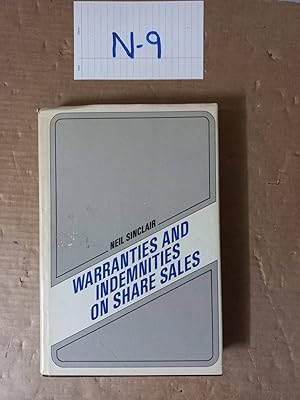 N-9
NEIL SINCLAIR
WARRANTIES AND
INDEMNITIES
ON SHARE SALES